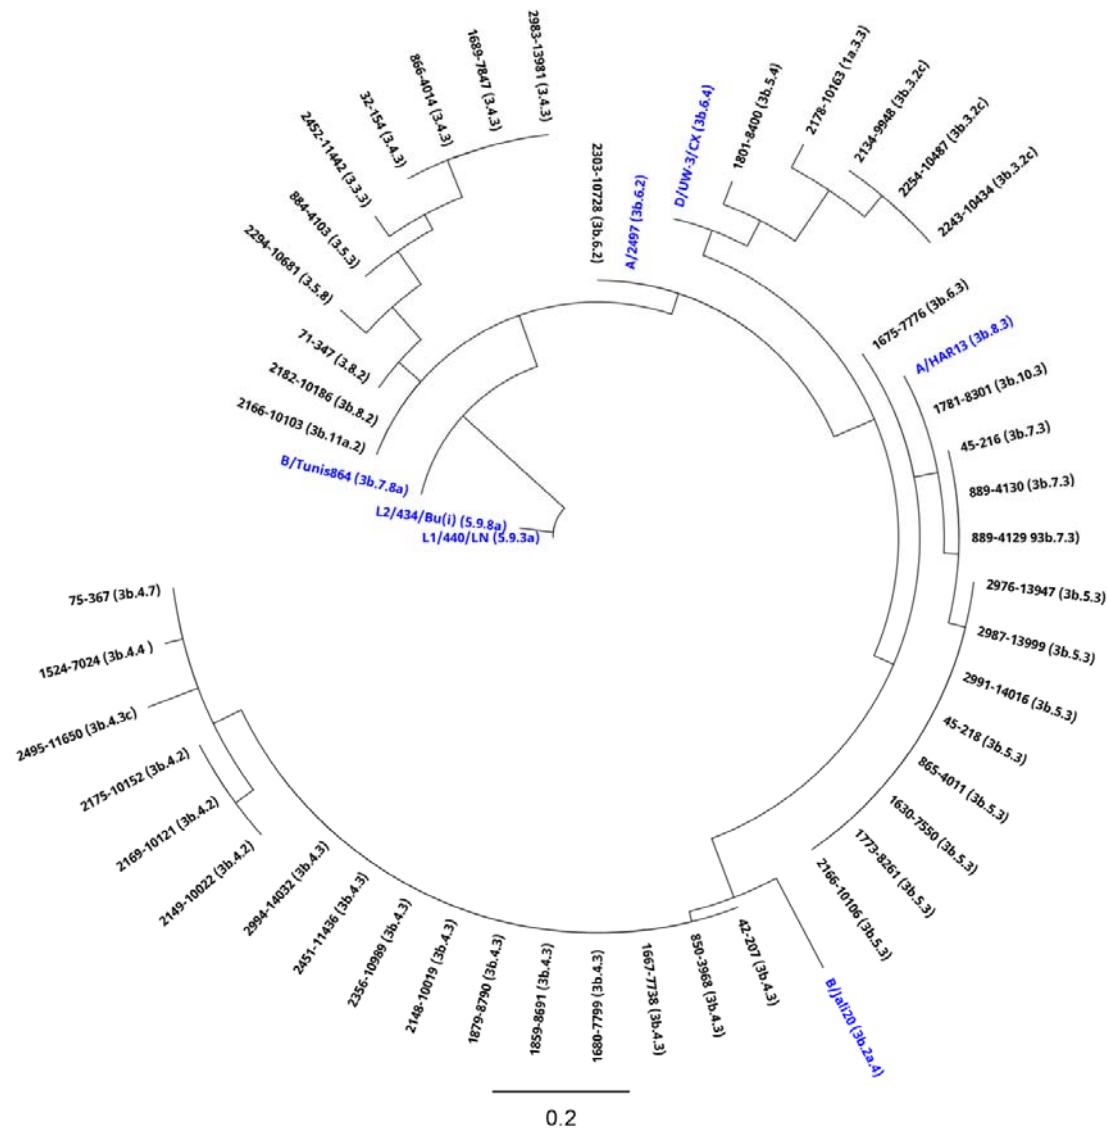 2983-13981 (3.4.3)
1689-7847 (3.4.3)
866-4014 (3.4.3)
32-154 (3.4.3)
2452-11442 (3.3.3)
884-4103 (3.5.3)
2294-10681 (3.5.8)
71-347 (3.8.2)
2182-10186 (3b.8.2)
2166-10103 (3b.11a.2)
B/Tunis864 (3b.7.8a)
L2/434/Bu(i) (5.9.8a)
L1/440/LN (5.9.3a)
2303-10728 (3b.6.2)
A/2497 (3b.6.2)
D/UW-3/CX (3b.6.4)
1801-8400 (3b.5.4)
2178-10163 (1a.3.3)
2134-9948 (3b.3.2c)
2254-10487 (3b.3.2c)
2243-10434 (3b.3.2c)
1675-7776 (3b.6.3)
A/HAR13 (3b.8.3)
1781-8301 (3b.10.3)
45-216 (3b.7.3)
889-4130 (3b.7.3)
889-4129 93b.7.3)
2976-13947 (3b.5.3)
2987-13999 (3b.5.3)
2991-14016 (3b.5.3)
45-218 (3b.5.3)
865-4011 (3b.5.3)
1630-7550 (3b.5.3)
1773-8261 (3b.5.3)
2166-10106 (3b.5.3)
B/Jali20 (3b.2a.4)
42-207 (3b.4.3)
850-3968 (3b.4.3)
1667-7738 (3b.4.3)
1680-7799 (3b.4.3)
1859-8691 (3b.4.3)
1879-8790 (3b.4.3)
2148-10019 (3b.4.3)
2356-10989 (3b.4.3)
2451-11436 (3b.4.3)
2994-14032 (3b.4.3)
2149-10022 (3b.4.2)
2169-10121 (3b.4.2)
2175-10152 (3b.4.2)
2495-11650 (3b.4.3c)
1524-7024 (3b.4.4 )
75-367 (3b.4.7)
0.2